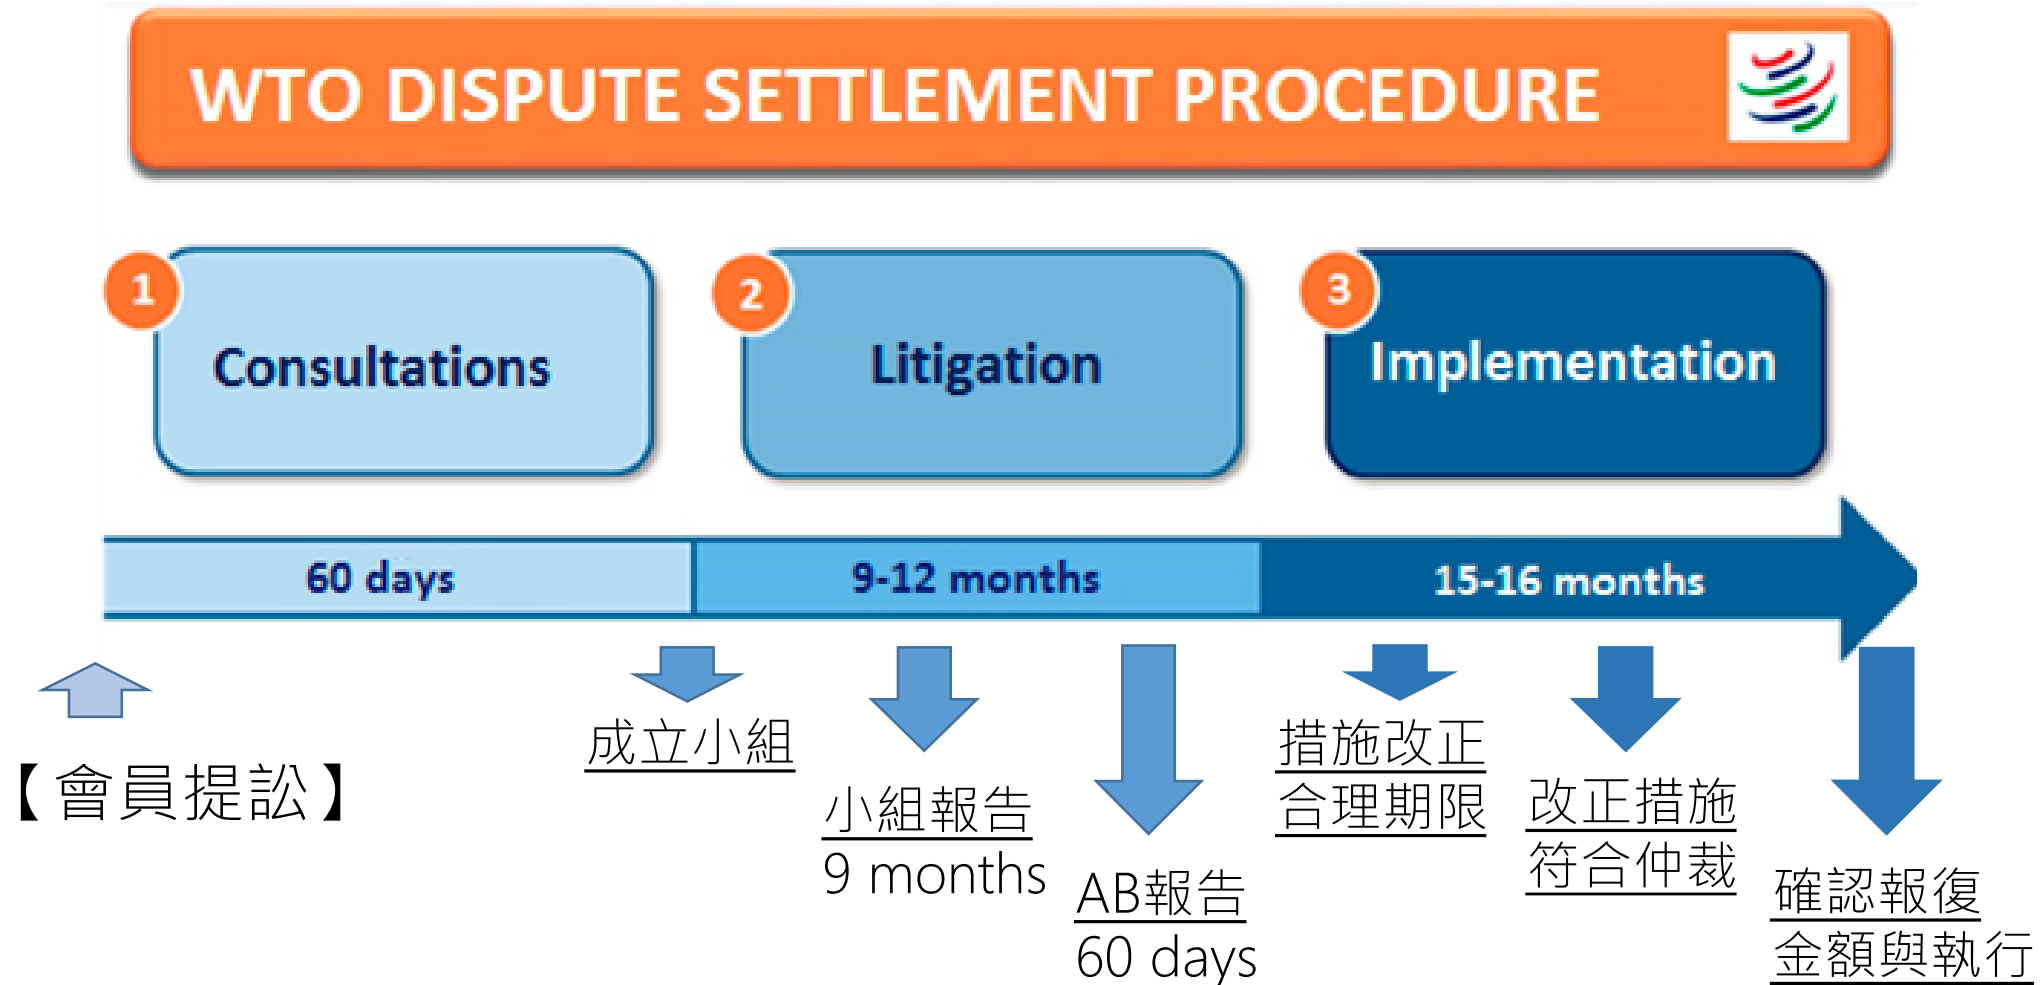 WTO DISPUTE SETTLEMENT PROCEDURE
1
Consultations
2
Litigation
3
Implementation
60 days
9-12 months
15-16 months
【會員提訟】
成立小組
小組報告
9 months
AB報告
60 days
措施改正
合理期限
改正措施
符合仲裁
確認報復
金額與執行